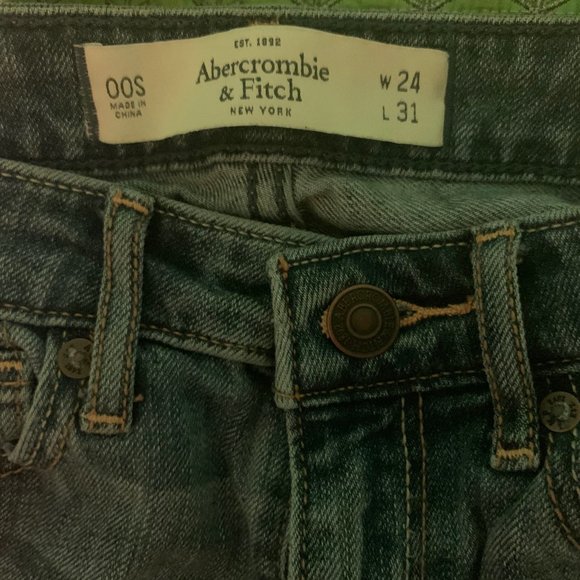 EST. 1892
00S
MADE IN
CHINA
Abercrombie
& Fitch
NEW YORK
W 24
L 31